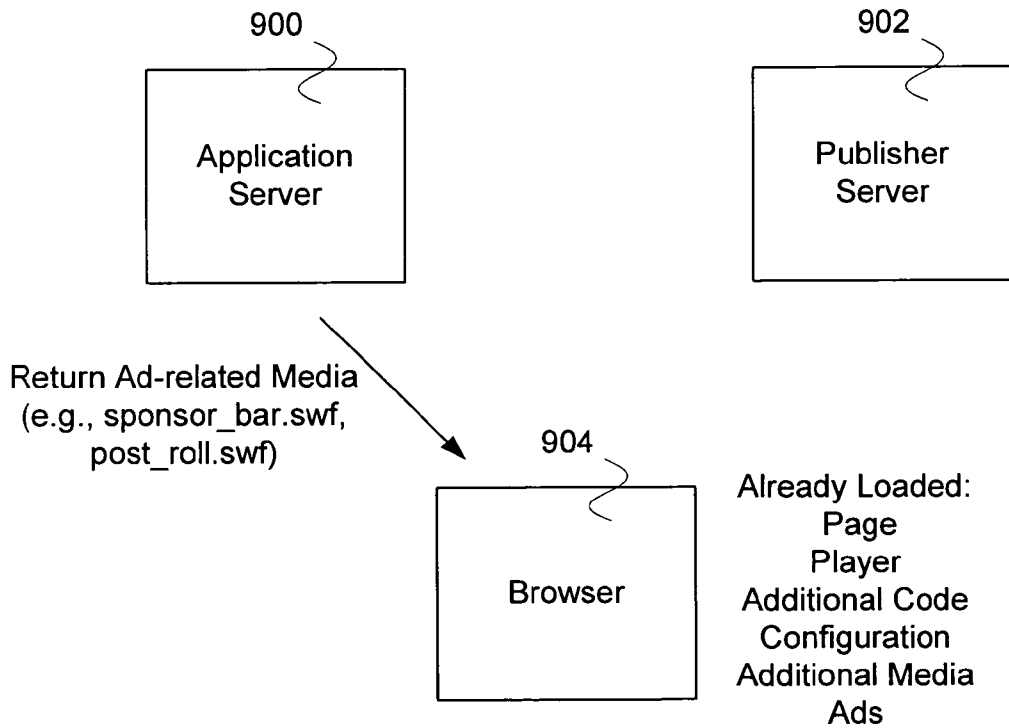 900
902
Application
Server
Publisher
Server
Return Ad-related Media
(e.g., sponsor_bar.swf,
post_roll.swf)
904
Browser
Already Loaded:
Page
Player
Additional Code
Configuration
Additional Media
Ads